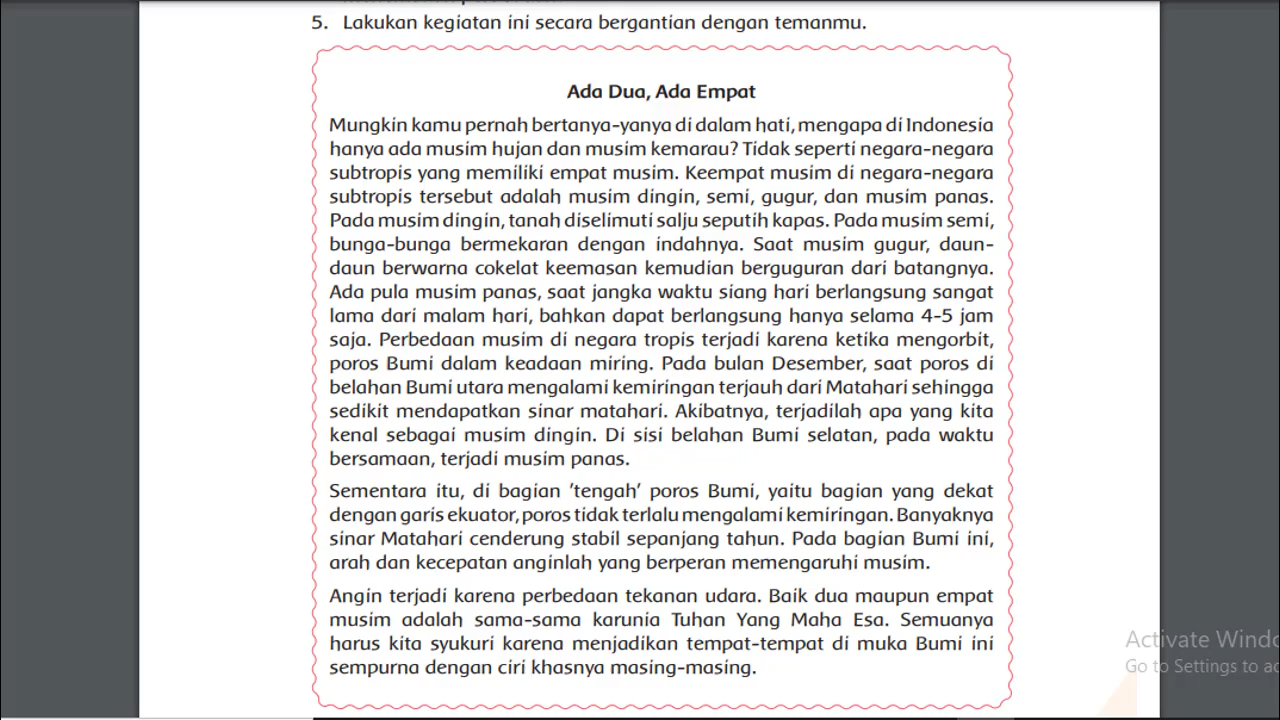 5. Lakukan kegiatan ini secara bergantian dengan temanmu.
Ada Dua, Ada Empat
Mungkin kamu pernah bertanya-yanya di dalam hati, mengapa di Indonesia
hanya ada musim hujan dan musim kemarau? Tidak seperti negara-negara
subtropis yang memiliki empat musim. Keempat musim di negara-negara
subtropis tersebut adalah musim dingin, semi, gugur, dan musim panas.
Pada musim dingin, tanah diselimuti salju seputih kapas. Pada musim semi,
bunga-bunga bermekaran dengan indahnya. Saat musim gugur, daun-
daun berwarna cokelat keemasan kemudian berguguran dari batangnya.
Ada pula musim panas, saat jangka waktu siang hari berlangsung sangat
lama dari malam hari, bahkan dapat berlangsung hanya selama 4-5 jam
saja. Perbedaan musim di negara tropis terjadi karena ketika mengorbit,
poros Bumi dalam keadaan miring. Pada bulan Desember, saat poros di
belahan Bumi utara mengalami kemiringan terjauh dari Matahari sehingga
sedikit mendapatkan sinar matahari. Akibatnya, terjadilah apa yang kita
kenal sebagai musim dingin. Di sisi belahan Bumi selatan, pada waktu
bersamaan, terjadi musim panas.
Sementara itu, di bagian 'tengah' poros Bumi, yaitu bagian yang dekat
dengan garis ekuator, poros tidak terlalu mengalami kemiringan. Banyaknya
sinar Matahari cenderung stabil sepanjang tahun. Pada bagian Bumi ini,
arah dan kecepatan anginlah yang berperan memengaruhi musim.
Angin terjadi karena perbedaan tekanan udara. Baik dua maupun empat
musim adalah sama-sama karunia Tuhan Yang Maha Esa. Semuanya
harus kita syukuri karena menjadikan tempat-tempat di muka Bumi ini
sempurna dengan ciri khasnya masing-masing.
Activate Windo
Go to Settings to ac